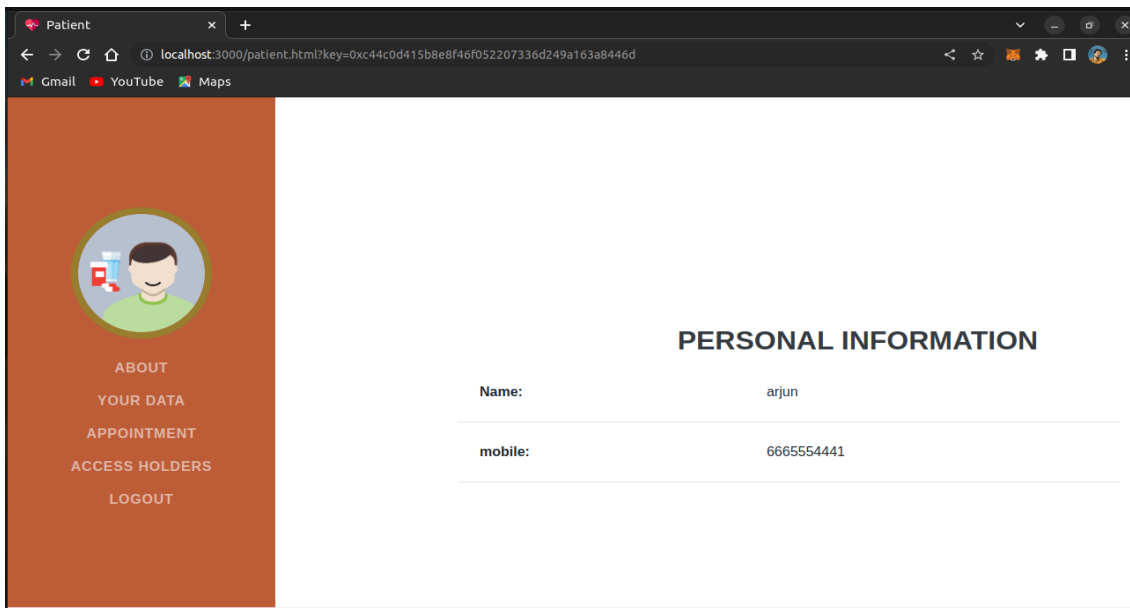 Patient
localhost:3000/patient.html?key=0xc44c0d415b8e8f46f052207336d249a163a8446d
Gmail YouTube Maps
ABOUT
YOUR DATA
APPOINTMENT
ACCESS HOLDERS
LOGOUT
PERSONAL INFORMATION
Name: arjun
mobile: 6665554441